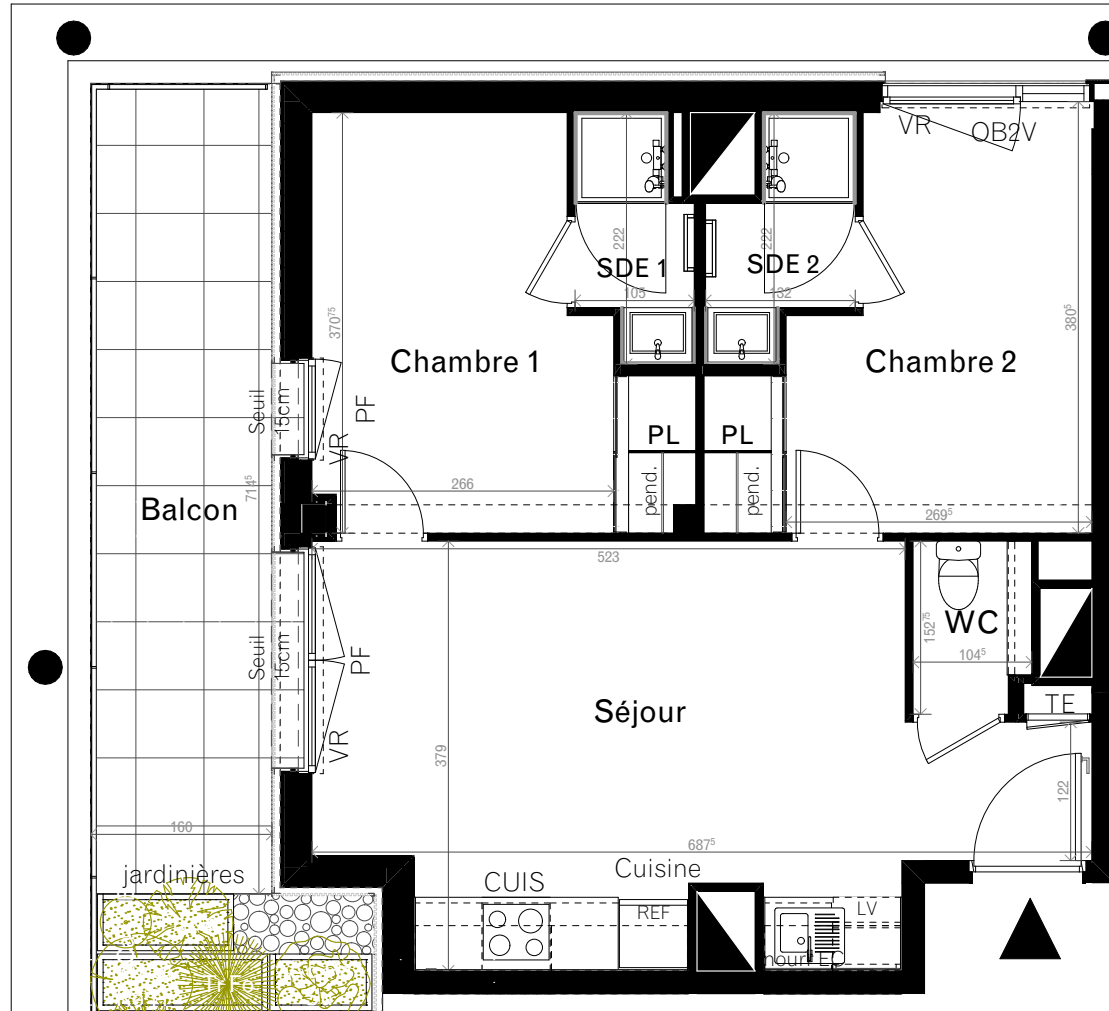 VR
OB2V
222
222
SDE 1
SDE 2
105
132
370⁷⁵
380⁵
Chambre 1
Chambre 2
Seuil
15cm
PF
VR
PL
PL
pend.
pend.
266
269⁵
714⁵
Balcon
523
WC
152⁷⁵
104⁵
Seuil
15cm
PF
VR
TE
Séjour
379
122
160
687⁵
jardinières
CUIS
Cuisine
REF
LV